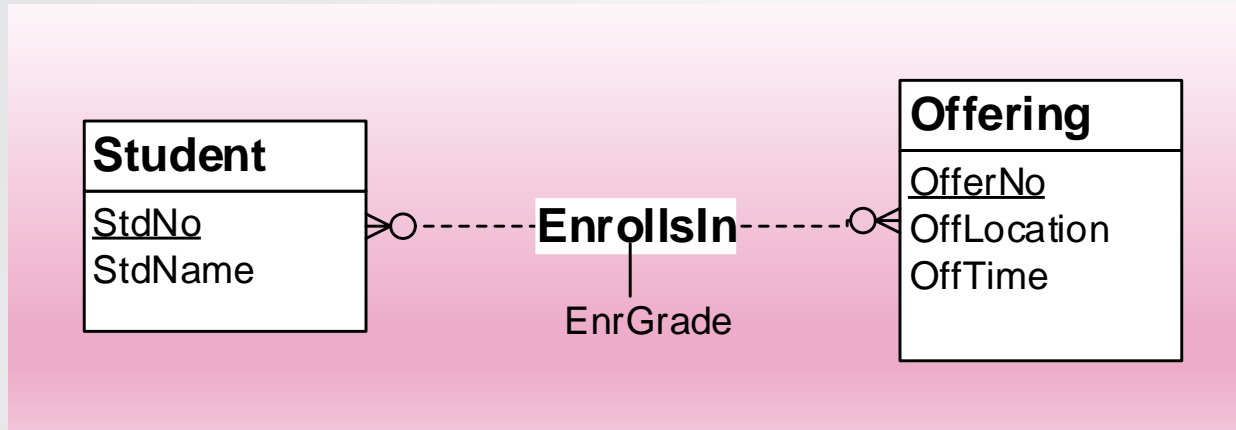 Student
StdNo
StdName
EnrollsIn
EnrGrade
Offering
OfferNo
OffLocation
OffTime